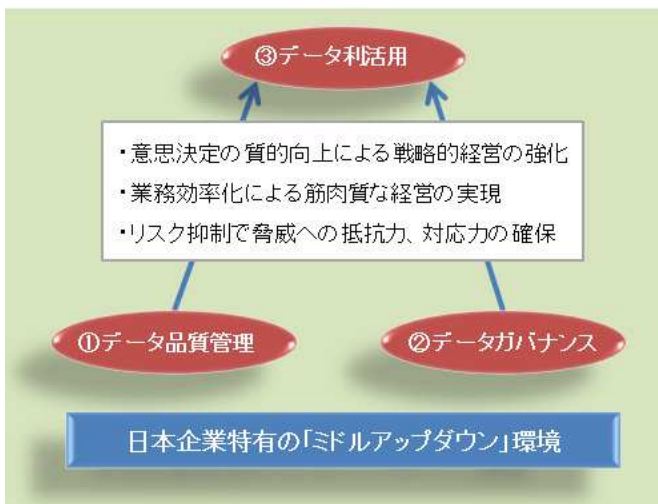 ③データ利活用
・意思決定の質的向上による戦略的経営の強化
・業務効率化による筋肉質な経営の実現
・リスク抑制で脅威への抵抗力、対応力の確保
①データ品質管理
②データガバナンス
日本企業特有の「ミドルアップダウン」環境